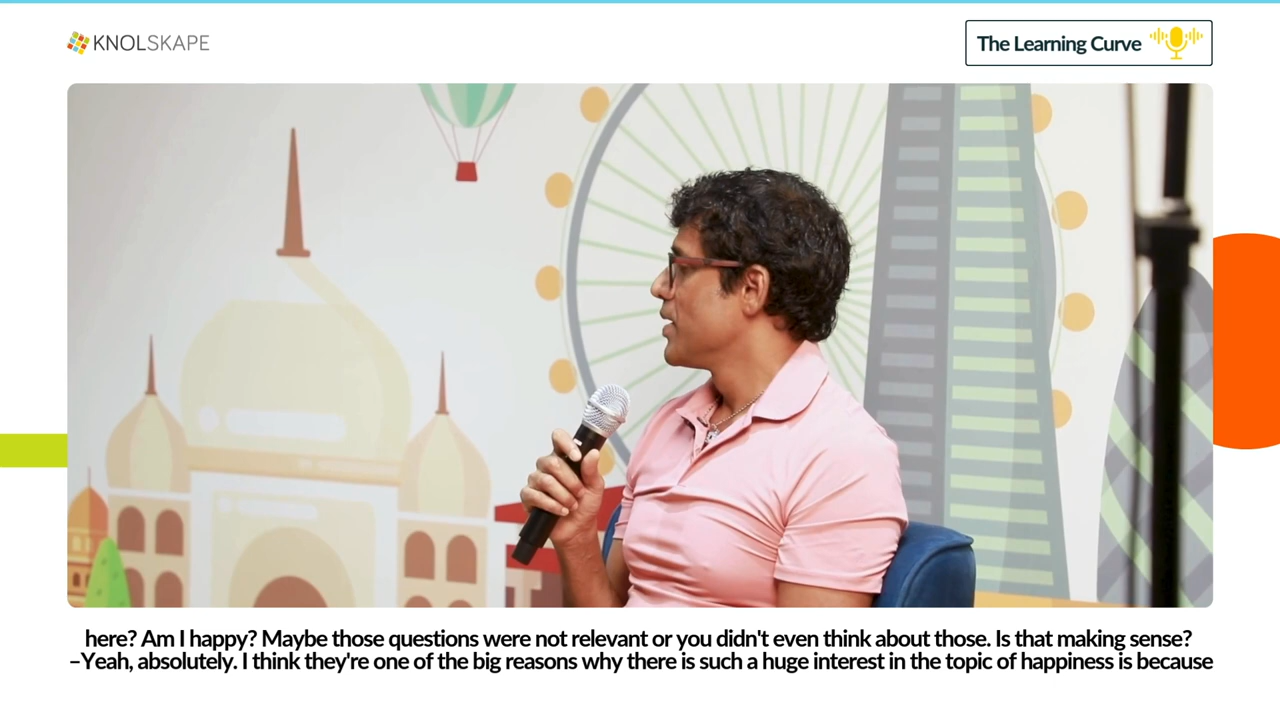 KNOLSKAPE
The Learning Curve
here? Am I happy? Maybe those questions were not relevant or you didn't even think about those. Is that making sense?
–Yeah, absolutely. I think they're one of the big reasons why there is such a huge interest in the topic of happiness is because